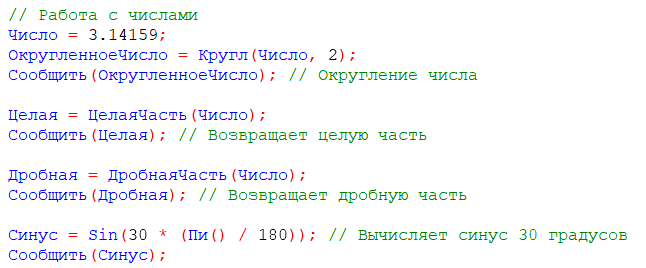 // Работа с числами
Число = 3.14159;
ОкругленноеЧисло = Кругл(Число, 2);
Сообщить(ОкругленноеЧисло); // Округление числа
Целая = ЦелаяЧасть(Число);
Сообщить(Целая); // Возвращает целую часть
Дробная = ДробнаяЧасть(Число);
Сообщить(Дробная); // Возвращает дробную часть
Синус = Sin(30 * (Пи() / 180)); // Вычисляет синус 30 градусов
Сообщить(Синус);